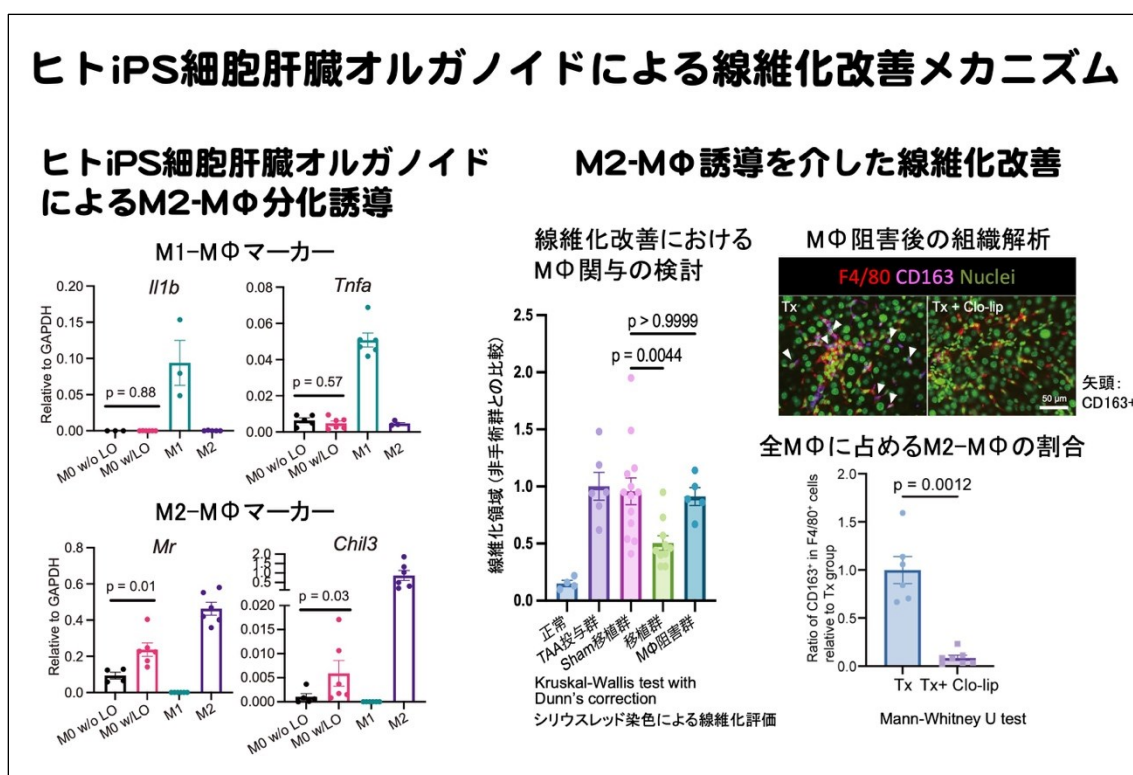 ヒトiPS細胞肝臓オルガノイドによる線維化改善メカニズム
ヒトiPS細胞肝臓オルガノイド
によるM2-MΦ分化誘導
M1-MΦマーカー
Il1b
Relative to GAPDH
0.20
0.15
0.10
0.05
0.00
p = 0.88
M0 w/o LO
M0 w/LO
M1
M2
Tnfa
0.08
0.06
0.04
0.02
0.00
p = 0.57
M0 w/o LO
M0 w/LO
M1
M2
M2-MΦマーカー
Mr
Relative to GAPDH
0.8
0.6
0.4
0.2
0.0
p = 0.01
M0 w/o LO
M0 w/LO
M1
M2
Chil3
2.0
1.5
1.0
0.5
0.020
0.015
0.010
0.005
0.000
p = 0.03
M0 w/o LO
M0 w/LO
M1
M2
M2-MΦ誘導を介した線維化改善
線維化改善における
MΦ関与の検討
線維化領域 (非手術群との比較)
2.5
2.0
1.5
1.0
0.5
0.0
p > 0.9999
p = 0.0044
正常
TAA投与群
Sham移植群
移植群
MΦ阻害群
Kruskal-Wallis test with
Dunn's correction
シリウスレッド染色による線維化評価
MΦ阻害後の組織解析
F4/80 CD163 Nuclei
Tx
Tx + Clo-lip
50 μm
矢頭:
CD163+
全MΦに占めるM2-MΦの割合
Ratio of CD163⁺ in F4/80⁺ cells
relative to Tx group
2.0
1.5
1.0
0.5
0.0
p = 0.0012
Tx
Tx+ Clo-lip
Mann-Whitney U test